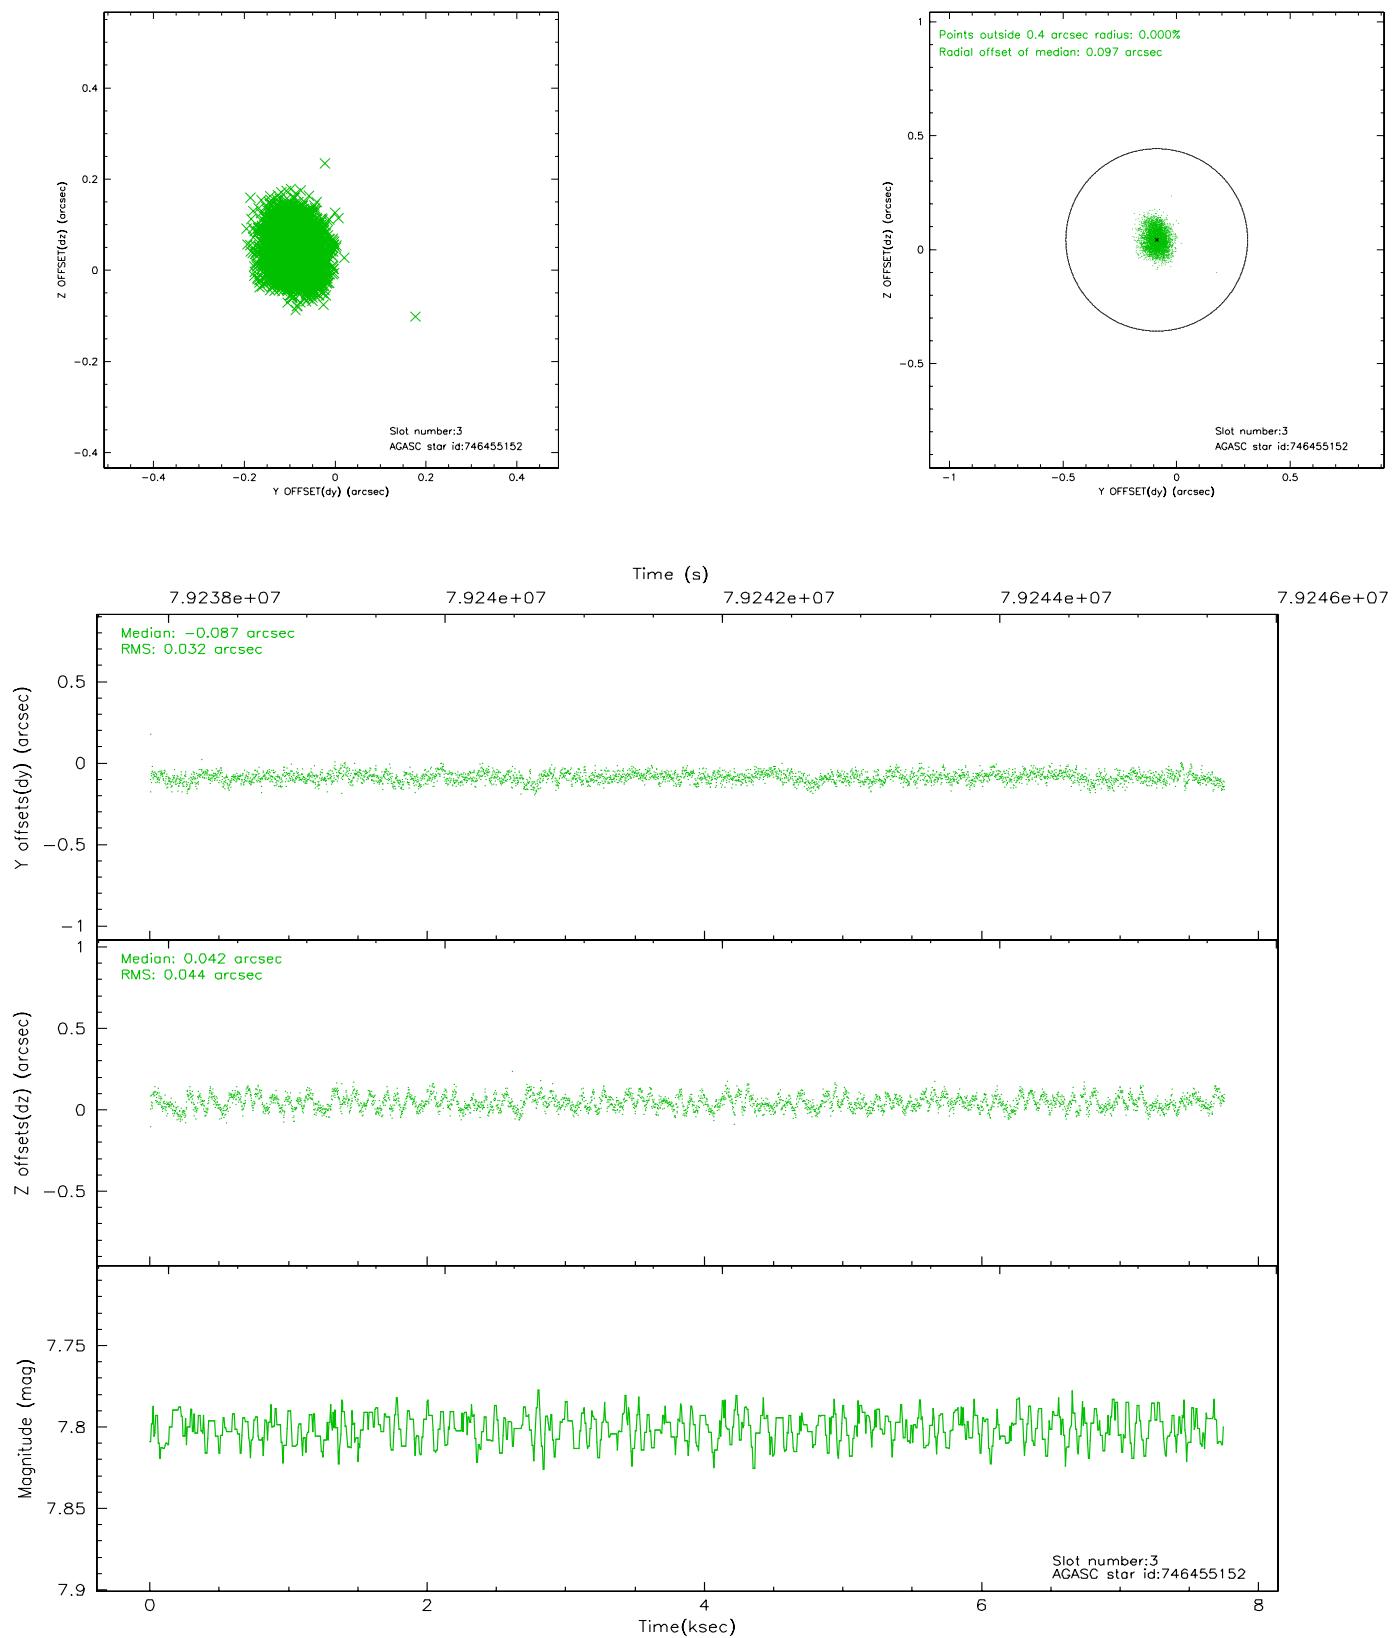 0.4
0.2
0
−0.2
−0.4
Z OFFSET(dz) (arcsec)
Slot number:3
AGASC star id:746455152
−0.4 −0.2 0 0.2 0.4
Y OFFSET(dy) (arcsec)
Points outside 0.4 arcsec radius: 0.000%
Radial offset of median: 0.097 arcsec
1
0.5
0
−0.5
Z OFFSET(dz) (arcsec)
Slot number:3
AGASC star id:746455152
−1 −0.5 0 0.5
Y OFFSET(dy) (arcsec)
Time (s)
7.9238e+07 7.924e+07 7.9242e+07 7.9244e+07 7.9246e+07
Median: −0.087 arcsec
RMS: 0.032 arcsec
0.5
0
−0.5
−1
Y offsets(dy) (arcsec)
Median: 0.042 arcsec
RMS: 0.044 arcsec
1
0.5
0
−0.5
Z offsets(dz) (arcsec)
7.75
7.8
7.85
7.9
Magnitude (mag)
Slot number:3
AGASC star id:746455152
0 2 4 6 8
Time(ksec)